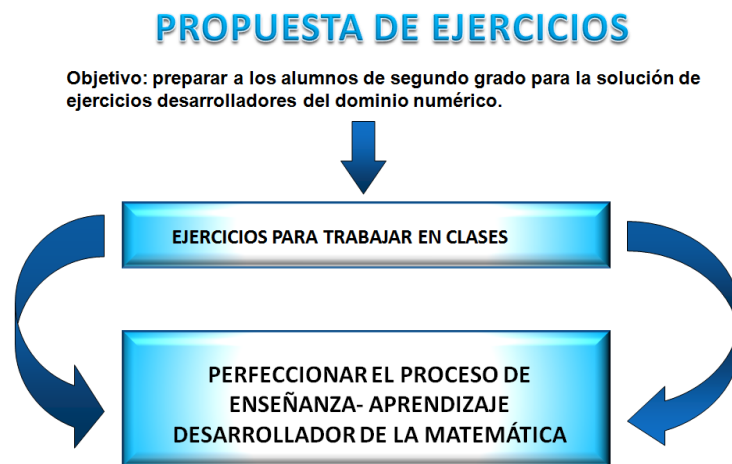 PROPUESTA DE EJERCICIOS
Objetivo: preparar a los alumnos de segundo grado para la solución de
ejercicios desarrolladores del dominio numérico.
EJERCICIOS PARA TRABAJAR EN CLASES
PERFECCIONAR EL PROCESO DE
ENSEÑANZA- APRENDIZAJE
DESARROLLADOR DE LA MATEMÁTICA